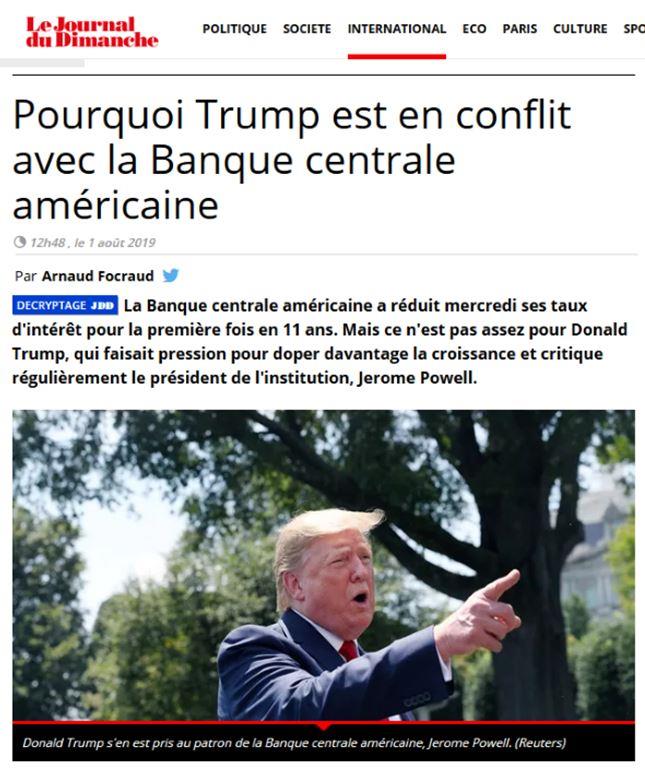 Le Journal
du Dimanche
POLITIQUE SOCIETE INTERNATIONAL ECO PARIS CULTURE SPO
Pourquoi Trump est en conflit
avec la Banque centrale
américaine
12h48 , le 1 août 2019
Par Arnaud Focraud
DECRYPTAGE JDD La Banque centrale américaine a réduit mercredi ses taux
d'intérêt pour la première fois en 11 ans. Mais ce n'est pas assez pour Donald
Trump, qui faisait pression pour doper davantage la croissance et critique
régulièrement le président de l'institution, Jerome Powell.
Donald Trump s'en est pris au patron de la Banque centrale américaine, Jerome Powell. (Reuters)